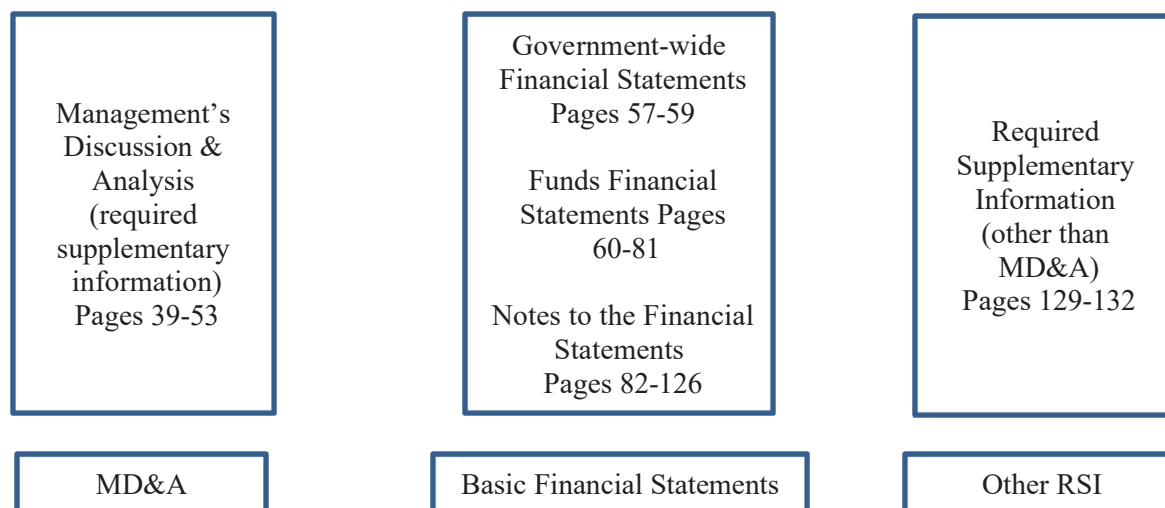 Management’s
Discussion &
Analysis
(required
supplementary
information)
Pages 39-53
Government-wide
Financial Statements
Pages 57-59
Funds Financial
Statements Pages
60-81
Notes to the Financial
Statements
Pages 82-126
Required
Supplementary
Information
(other than
MD&A)
Pages 129-132
MD&A
Basic Financial Statements
Other RSI